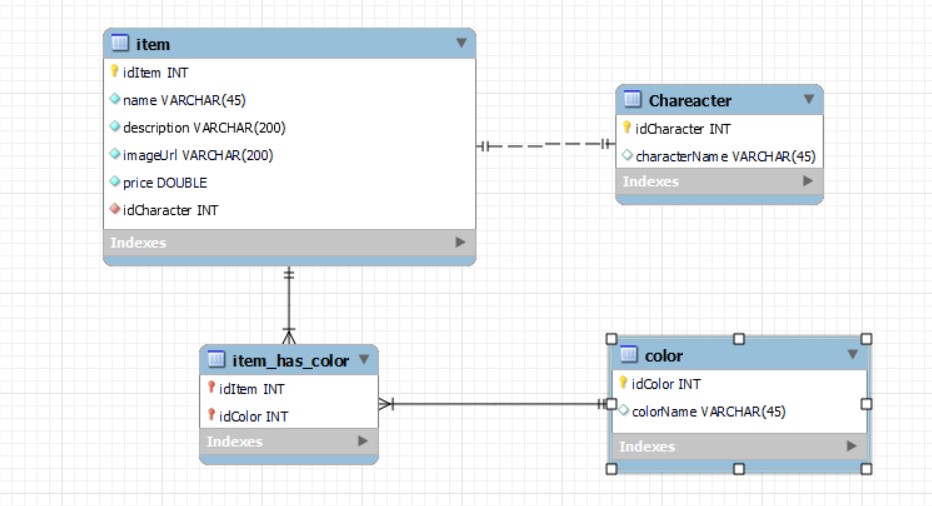 item
idItem INT
name VARCHAR(45)
description VARCHAR(200)
imageUrl VARCHAR(200)
price DOUBLE
idCharacter INT
Indexes
Chareacter
idCharacter INT
characterName VARCHAR(45)
Indexes
item_has_color
idItem INT
idColor INT
Indexes
color
idColor INT
colorName VARCHAR(45)
Indexes